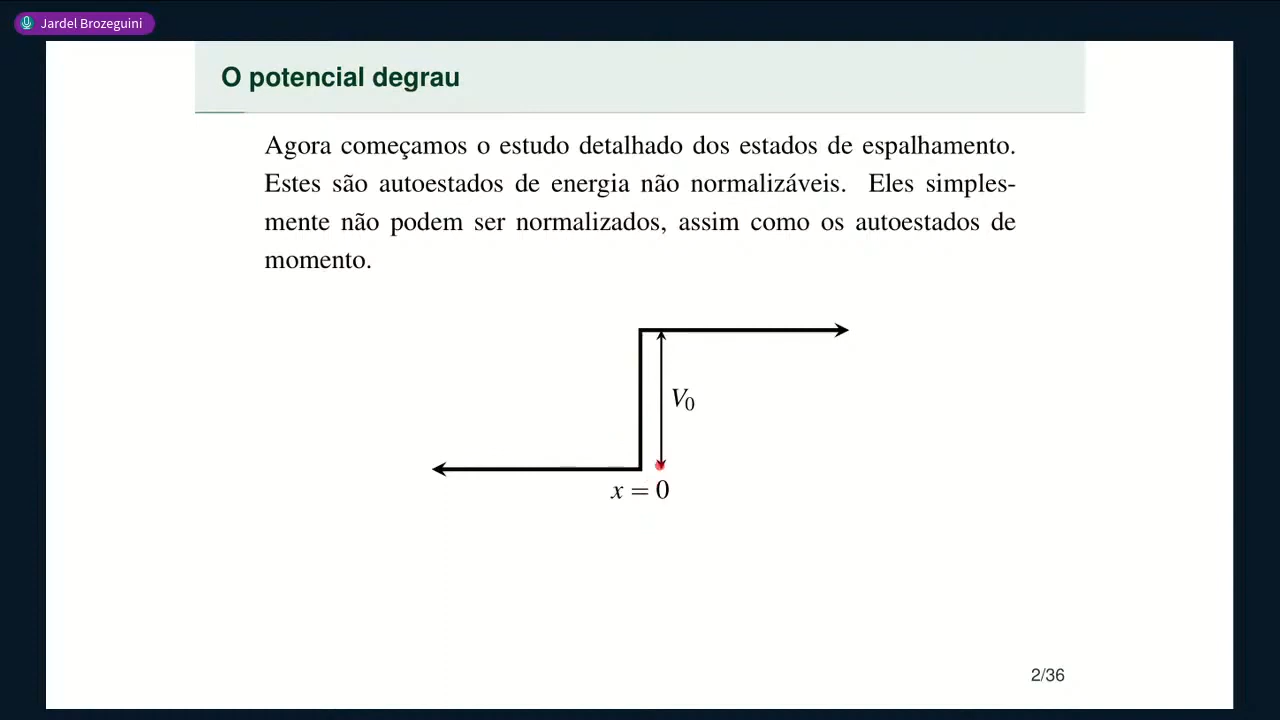 Jardel Brozeguini
O potencial degrau
Agora começamos o estudo detalhado dos estados de espalhamento.
Estes são autoestados de energia não normalizáveis. Eles simples-
mente não podem ser normalizados, assim como os autoestados de
momento.
V₀
x = 0
2/36